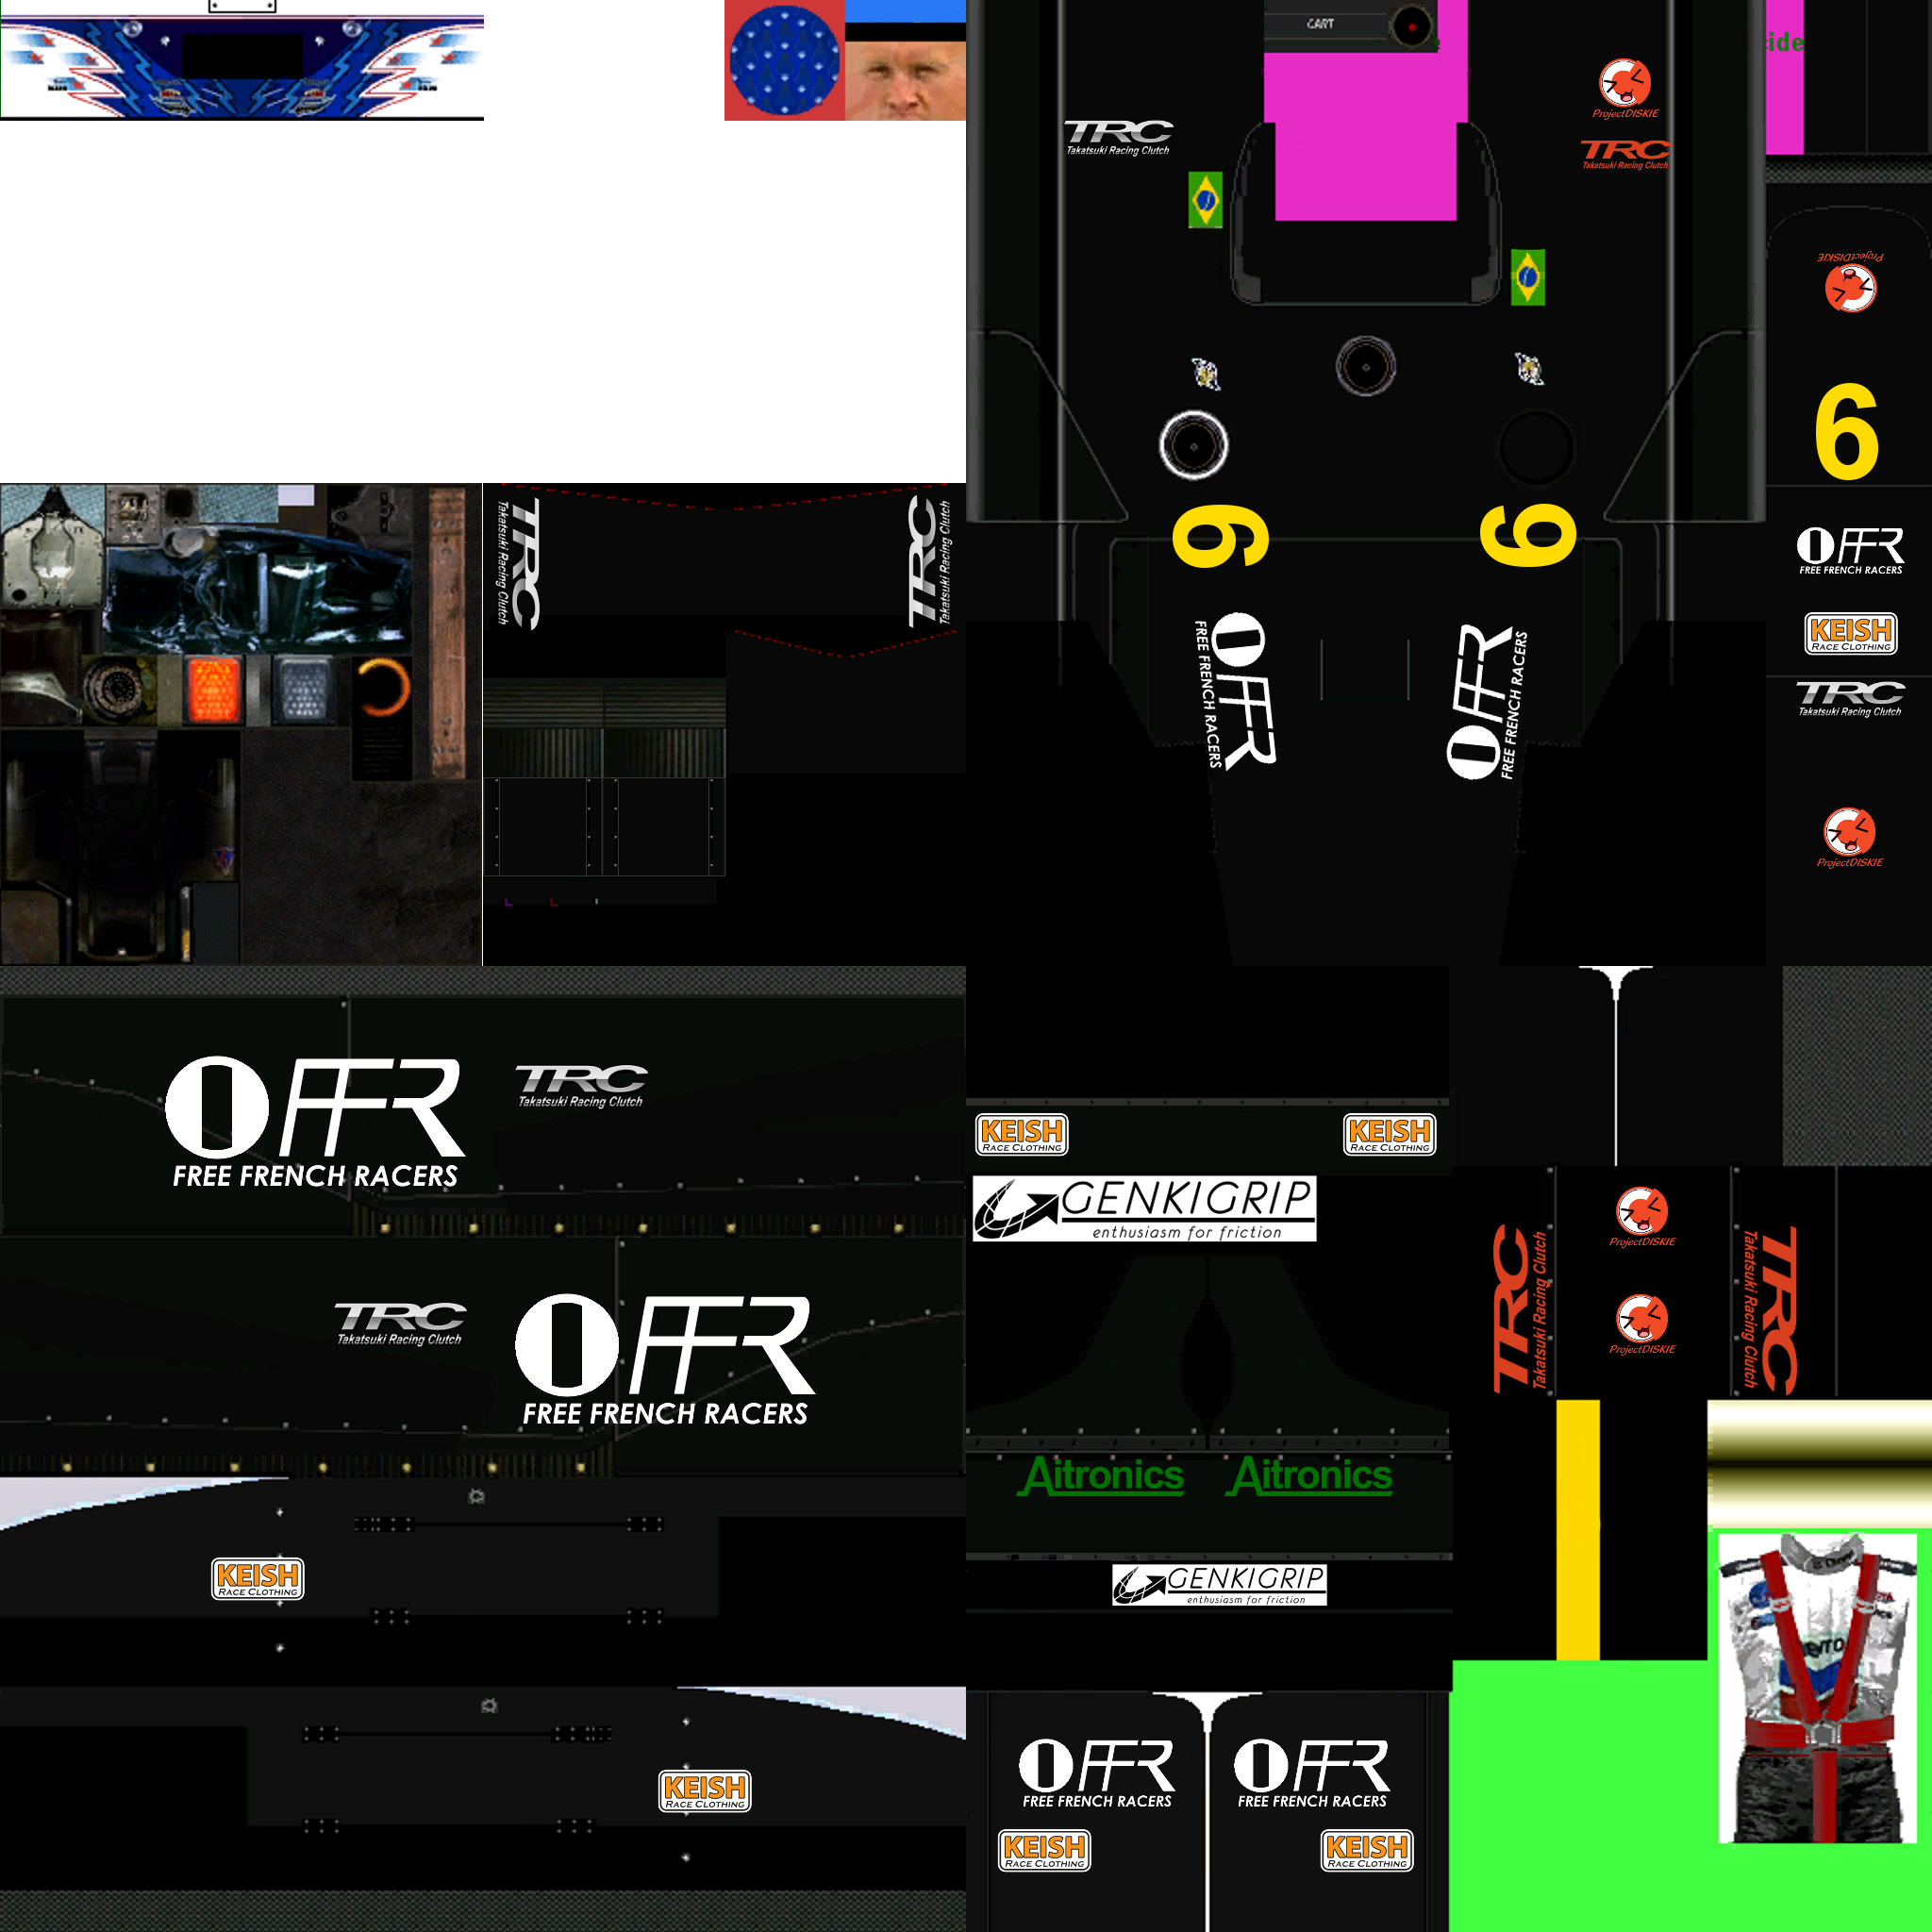 CART
cide
ProjectDISKIE
TRC
Takatsuki Racing Clutch
TRC
Takatsuki Racing Clutch
ProjectDISKIE
6
6
6
TRC
Takatsuki Racing Clutch
TRC
Takatsuki Racing Clutch
FFR
FREE FRENCH RACERS
KEISH
RACE CLOTHING
FFR
FREE FRENCH RACERS
FFR
FREE FRENCH RACERS
TRC
Takatsuki Racing Clutch
ProjectDISKIE
FFR
FREE FRENCH RACERS
TRC
Takatsuki Racing Clutch
KEISH
RACE CLOTHING
KEISH
RACE CLOTHING
GENKIGRIP
enthusiasm for friction
TRC
Takatsuki Racing Clutch
ProjectDISKIE
ProjectDISKIE
TRC
Takatsuki Racing Clutch
TRC
Takatsuki Racing Clutch
FFR
FREE FRENCH RACERS
Aitronics
Aitronics
KEISH
RACE CLOTHING
GENKIGRIP
enthusiasm for friction
KEISH
RACE CLOTHING
FFR
FREE FRENCH RACERS
FFR
FREE FRENCH RACERS
KEISH
RACE CLOTHING
KEISH
RACE CLOTHING